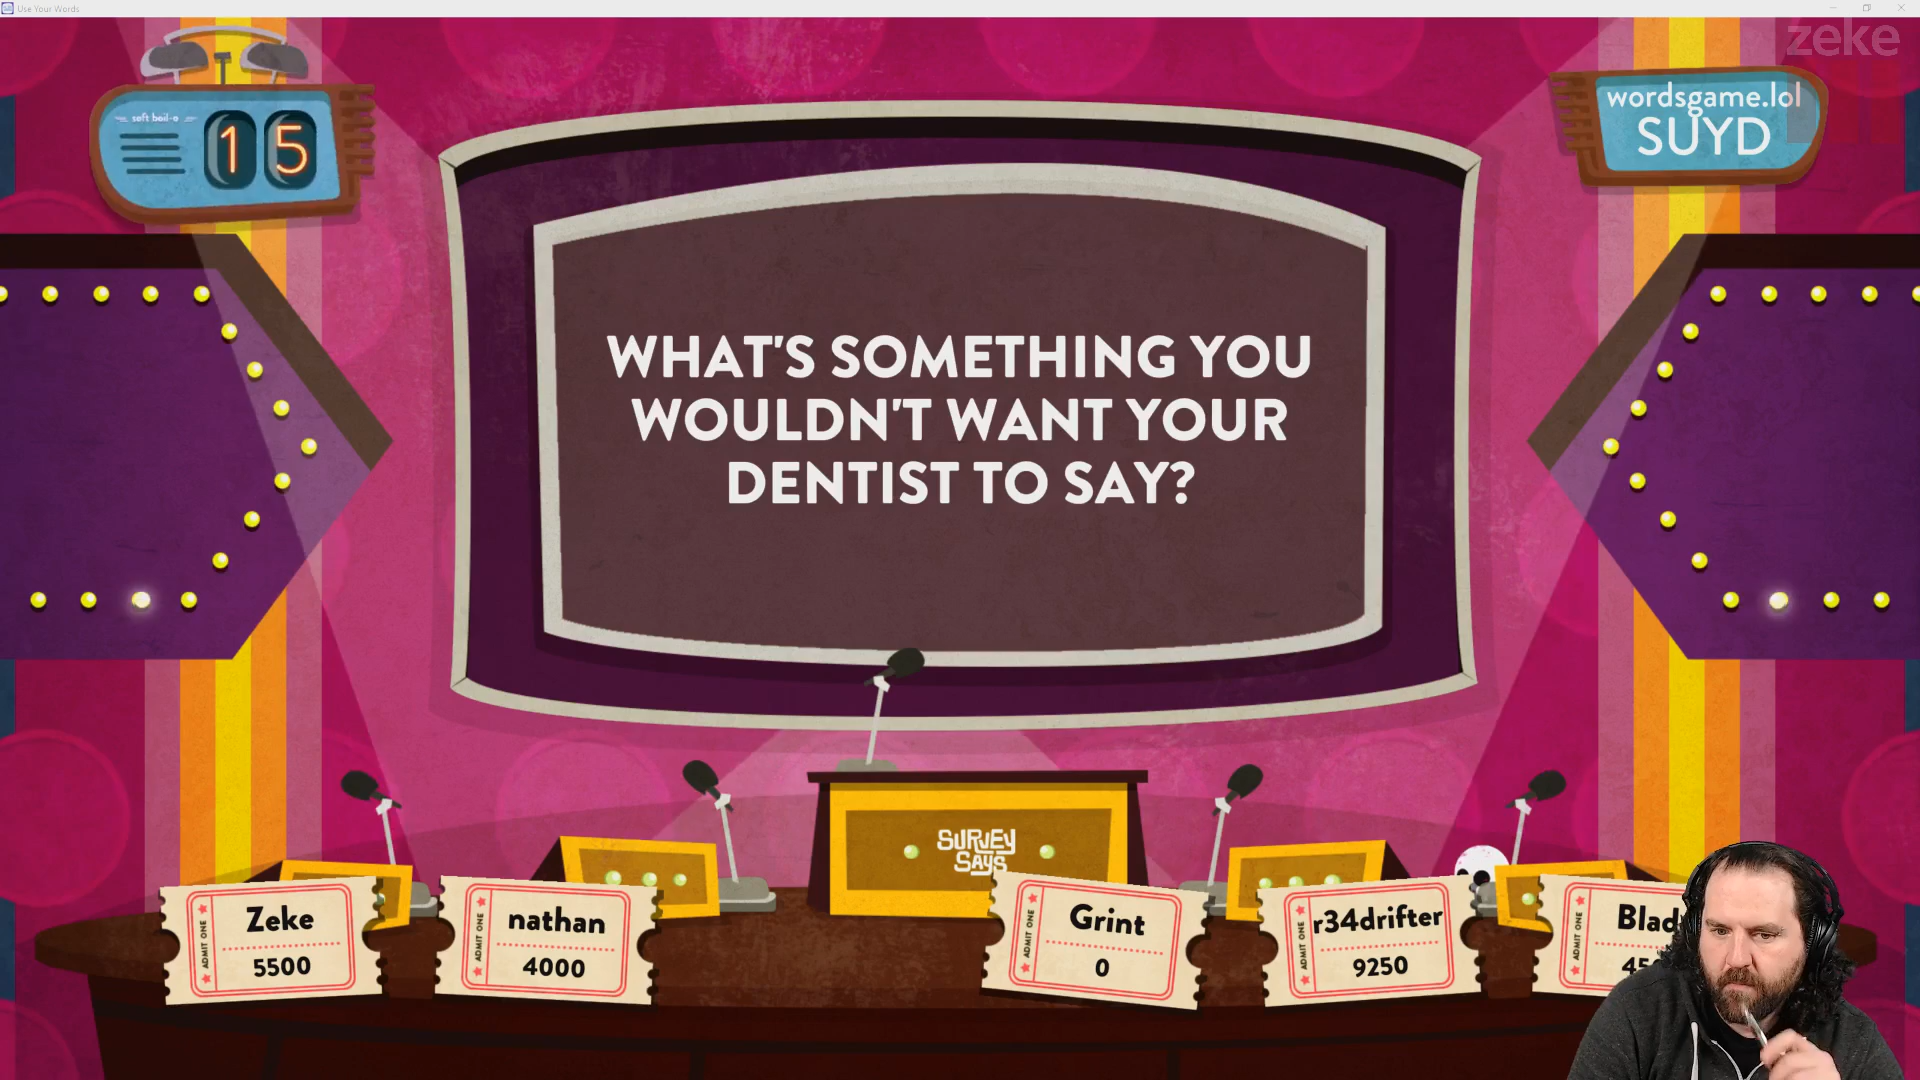 Use Your Words
zeke
soft boil-o
15
wordsgame.lol
SUYD
WHAT'S SOMETHING YOU
WOULDN'T WANT YOUR
DENTIST TO SAY?
SURVEY
SAYS
ADMIT ONE
Zeke
5500
ADMIT ONE
nathan
4000
ADMIT ONE
Grint
0
ADMIT ONE
r34drifter
9250
ADMIT ONE
Blad
45